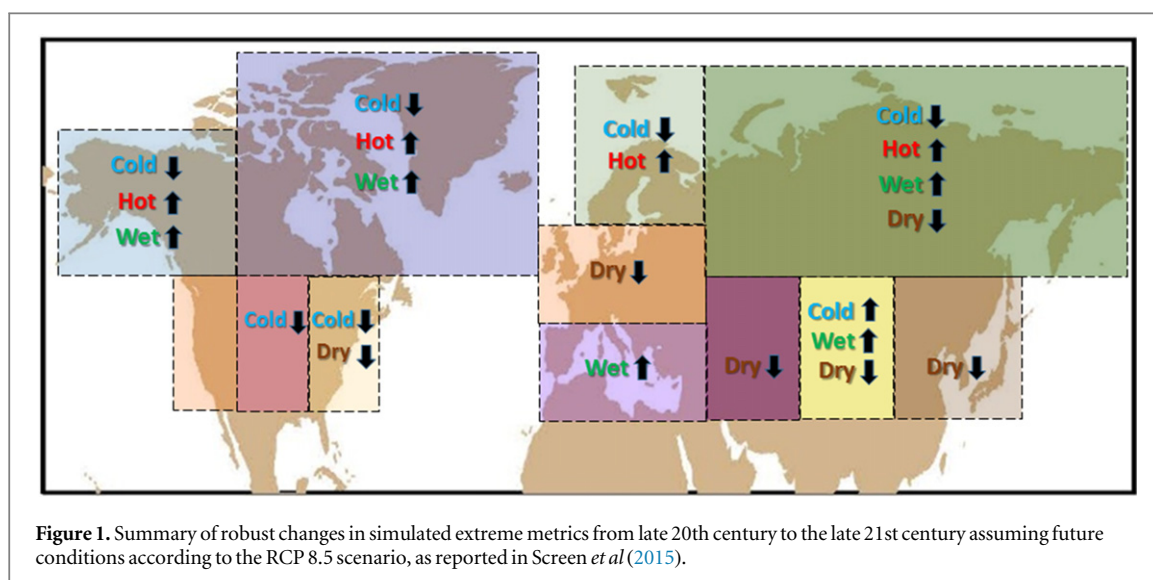 Cold ↓
Hot ↑
Wet ↑
Cold ↓
Hot ↑
Wet ↑
Cold ↓
Hot ↑
Cold ↓
Hot ↑
Wet ↑
Dry ↓
Cold ↓
Cold ↓
Dry ↓
Dry ↓
Wet ↑
Dry ↓
Cold ↑
Wet ↑
Dry ↓
Dry ↓
Figure 1. Summary of robust changes in simulated extreme metrics from late 20th century to the late 21st century assuming future
conditions according to the RCP 8.5 scenario, as reported in Screen et al (2015).